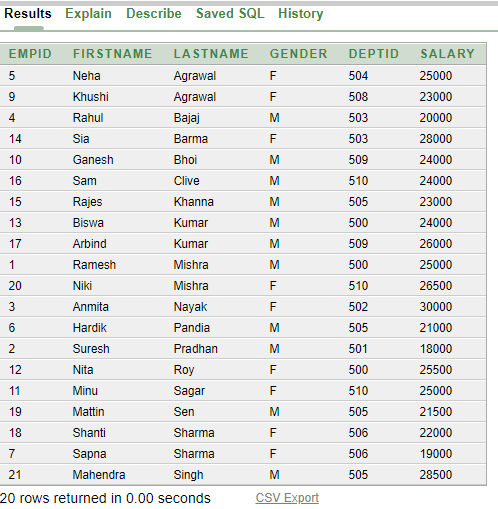 Results Explain Describe Saved SQL History
EMPID FIRSTNAME LASTNAME GENDER DEPTID SALARY
5 Neha Agrawal F 504 25000
9 Khushi Agrawal F 508 23000
4 Rahul Bajaj M 503 20000
14 Sia Barma F 503 28000
10 Ganesh Bhoi M 509 24000
16 Sam Clive M 510 24000
15 Rajes Khanna M 505 23000
13 Biswa Kumar M 500 24000
17 Arbind Kumar M 509 26000
1 Ramesh Mishra M 500 25000
20 Niki Mishra F 510 26500
3 Anmita Nayak F 502 30000
6 Hardik Pandia M 505 21000
2 Suresh Pradhan M 501 18000
12 Nita Roy F 500 25500
11 Minu Sagar F 510 25000
19 Mattin Sen M 505 21500
18 Shanti Sharma F 506 22000
7 Sapna Sharma F 506 19000
21 Mahendra Singh M 505 28500
20 rows returned in 0.00 seconds CSV Export